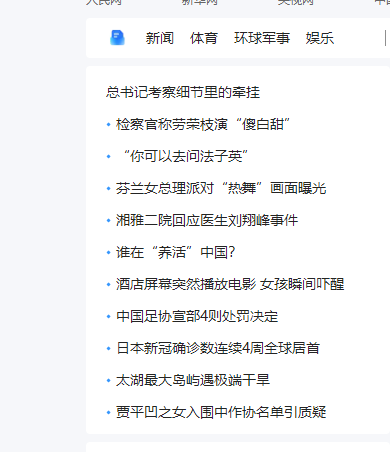 人民网 新华网 央视网
新闻 体育 环球军事 娱乐
总书记考察细节里的牵挂
检察官称劳荣枝演“傻白甜”
“你可以去问法子英”
芬兰女总理派对“热舞”画面曝光
湘雅二院回应医生刘翔峰事件
谁在“养活”中国?
酒店屏幕突然播放电影 女孩瞬间吓醒
中国足协宣部4则处罚决定
日本新冠确诊数连续4周全球居首
太湖最大岛屿遇极端干旱
贾平凹之女入围中作协名单引质疑